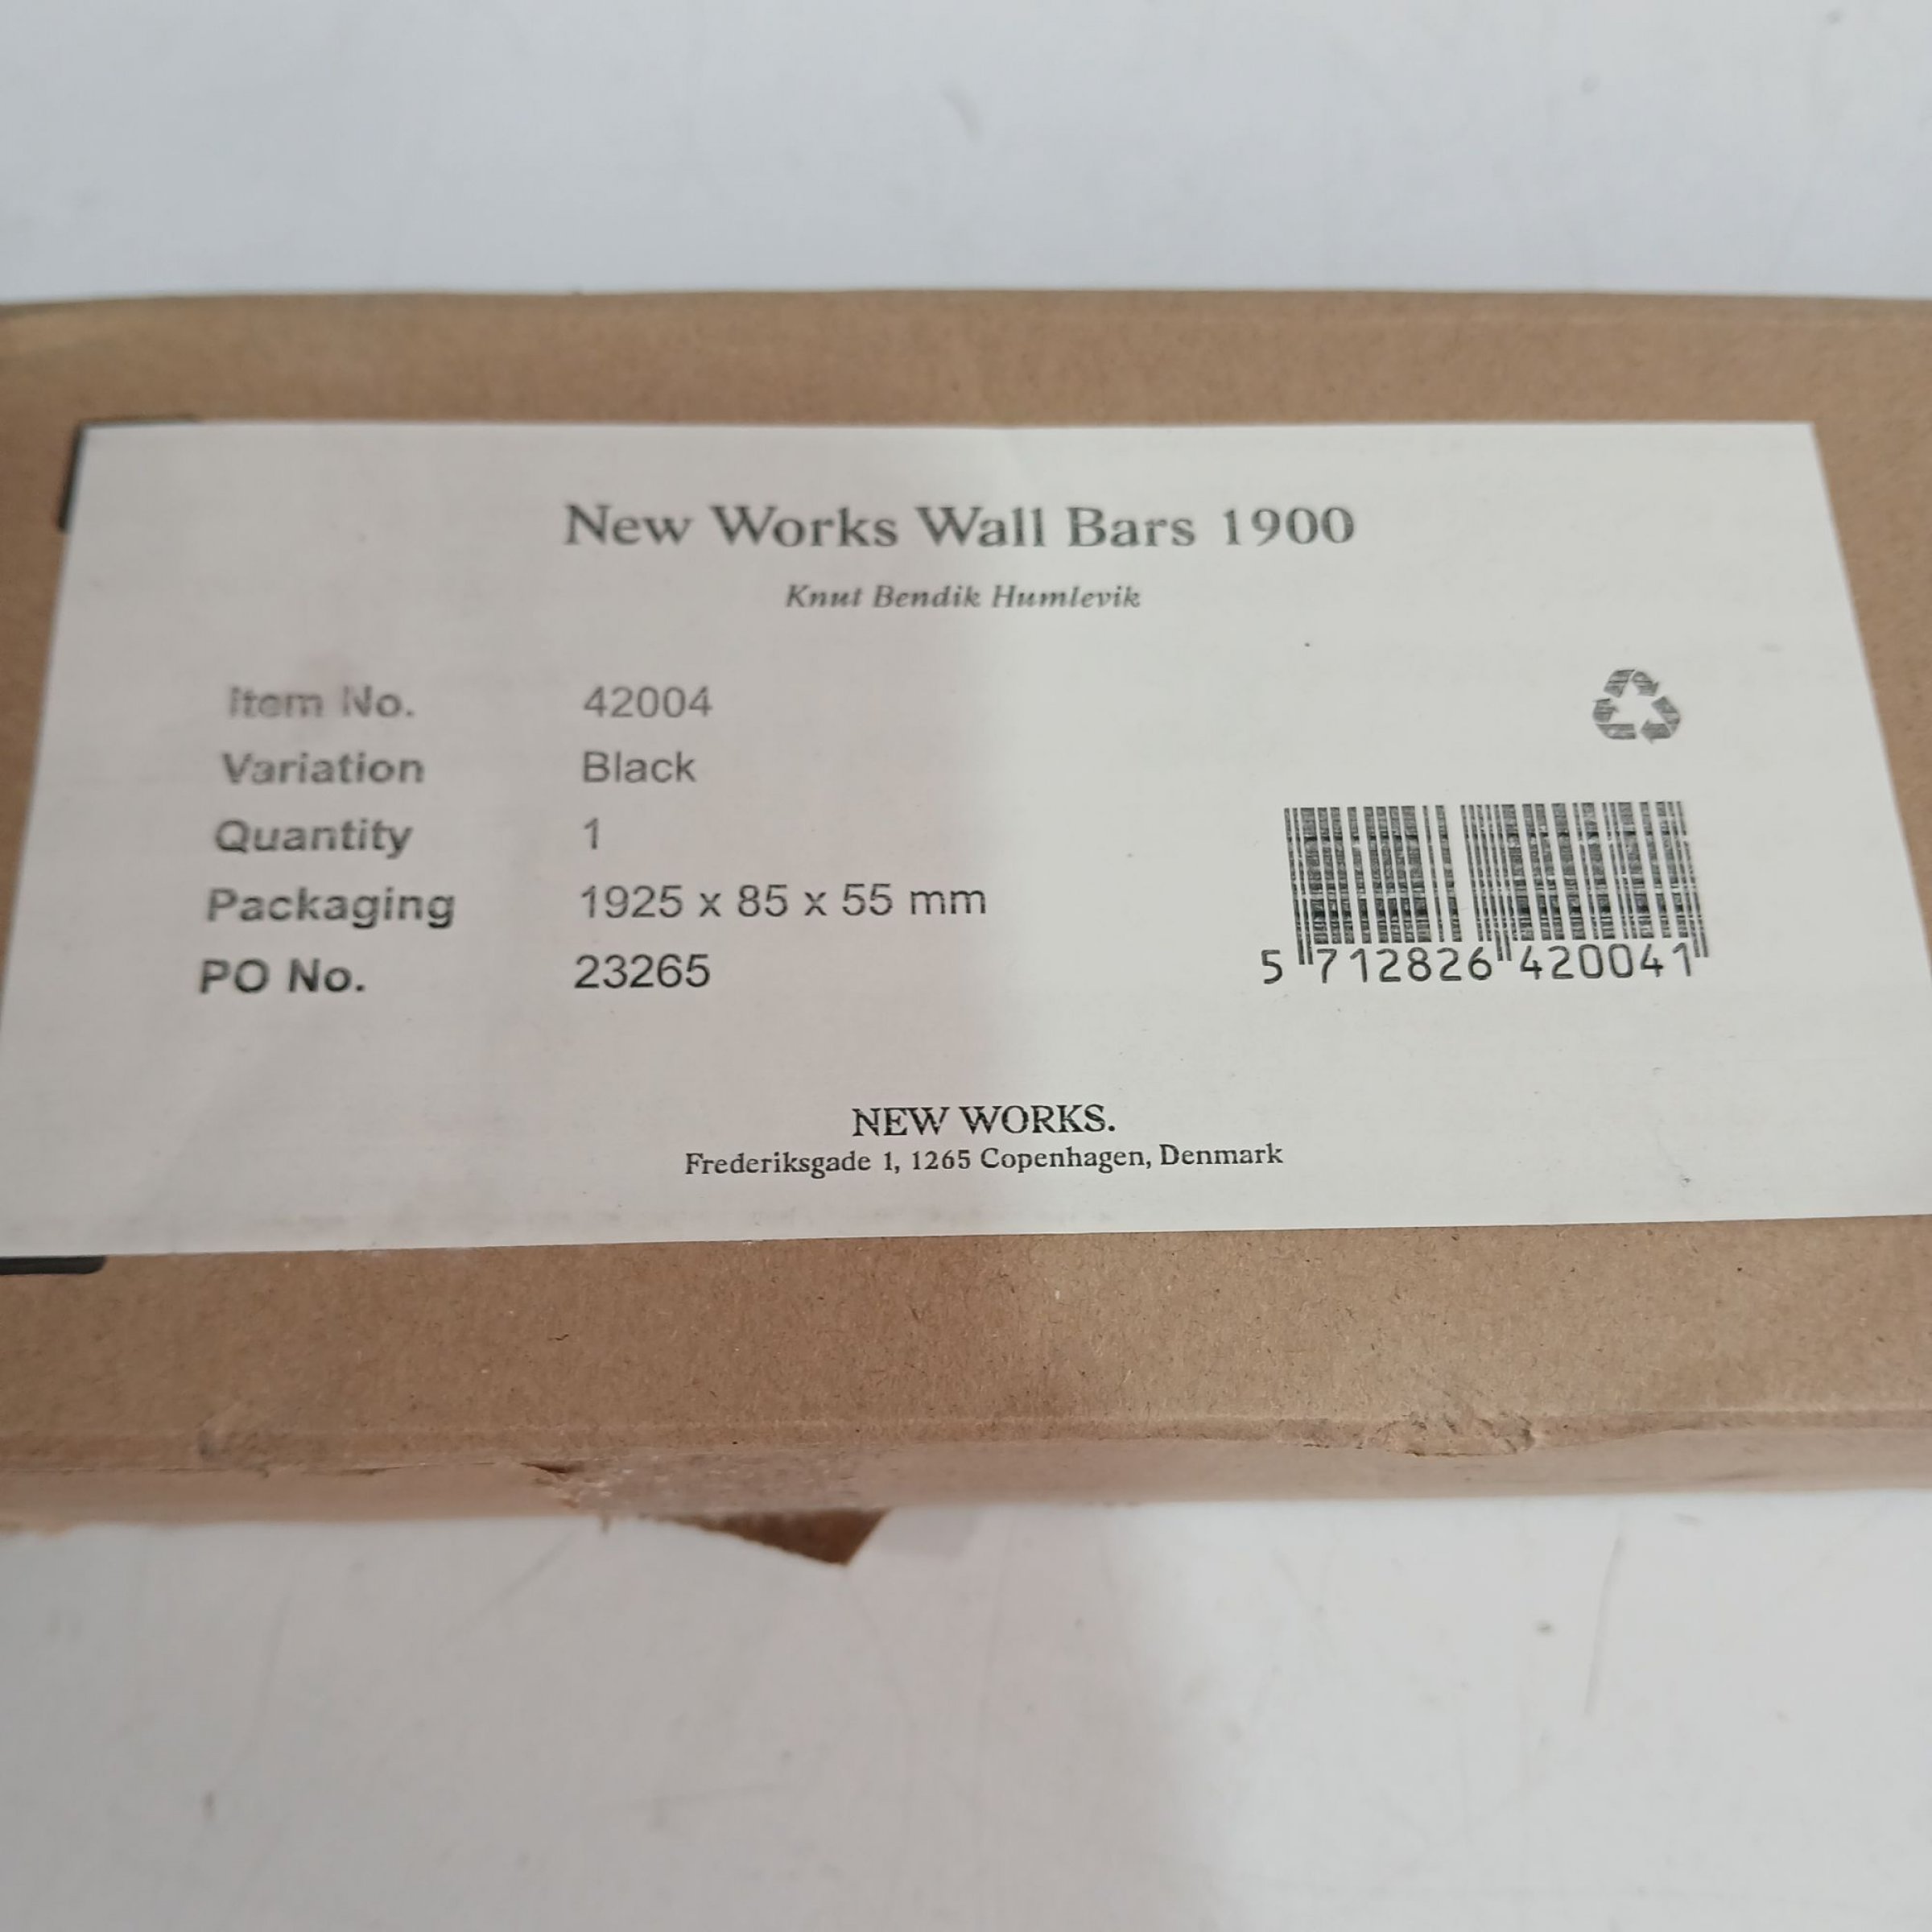 New Works Wall Bars 1900
Knut Bendik Humlevik
Item No. 42004
Variation Black
Quantity 1
Packaging 1925 x 85 x 55 mm
PO No. 23265
5 712826 420041
NEW WORKS.
Frederiksgade 1, 1265 Copenhagen, Denmark